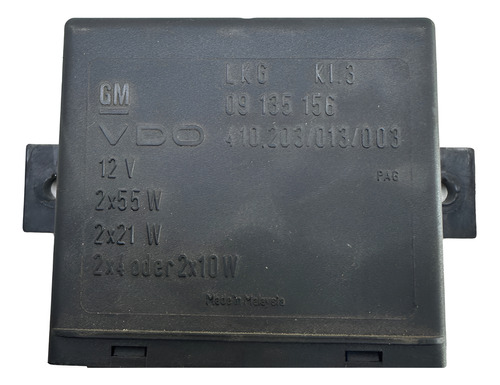 GM
LKG KI.3
09 135 156
VDO 410.203/013/003
12 V
PAG
2x55 W
2x21 W
2x4 oder 2x10 W
Made in Malaysia